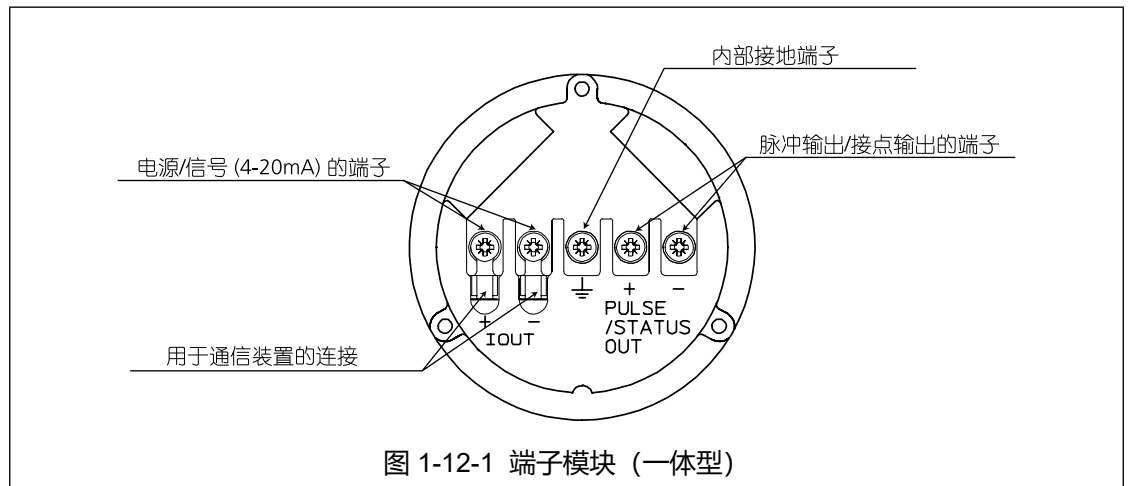 内部接地端子
脉冲输出/接点输出的端子
电源/信号 (4-20mA) 的端子
+ −
PULSE
/STATUS
OUT
+ −
IOUT
用于通信装置的连接
图 1-12-1 端子模块（一体型）